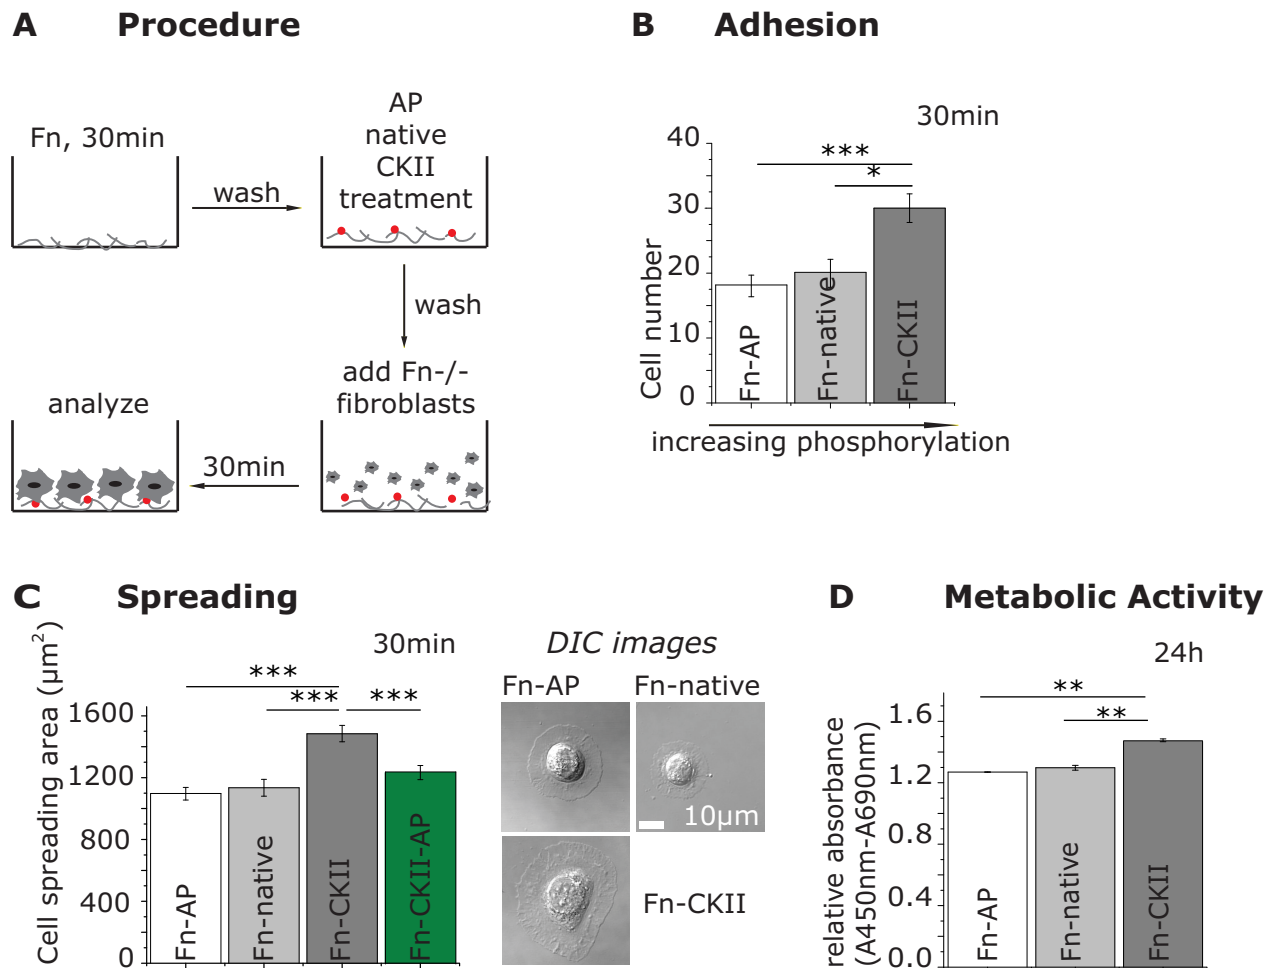 A Procedure
Fn, 30min
wash
AP
native
CKII
treatment
wash
add Fn-/-
fibroblasts
30min
analyze
B Adhesion
30min
Cell number
40
30
20
10
0
***
*
Fn-AP
Fn-native
Fn-CKII
increasing phosphorylation
C Spreading
30min
Cell spreading area (µm²)
1600
1200
800
400
0
***
***
***
Fn-AP
Fn-native
Fn-CKII
Fn-CKII-AP
DIC images
Fn-AP
Fn-native
10µm
Fn-CKII
D Metabolic Activity
24h
relative absorbance
(A450nm-A690nm)
1.6
1.2
0.8
0.4
0.0
**
**
Fn-AP
Fn-native
Fn-CKII